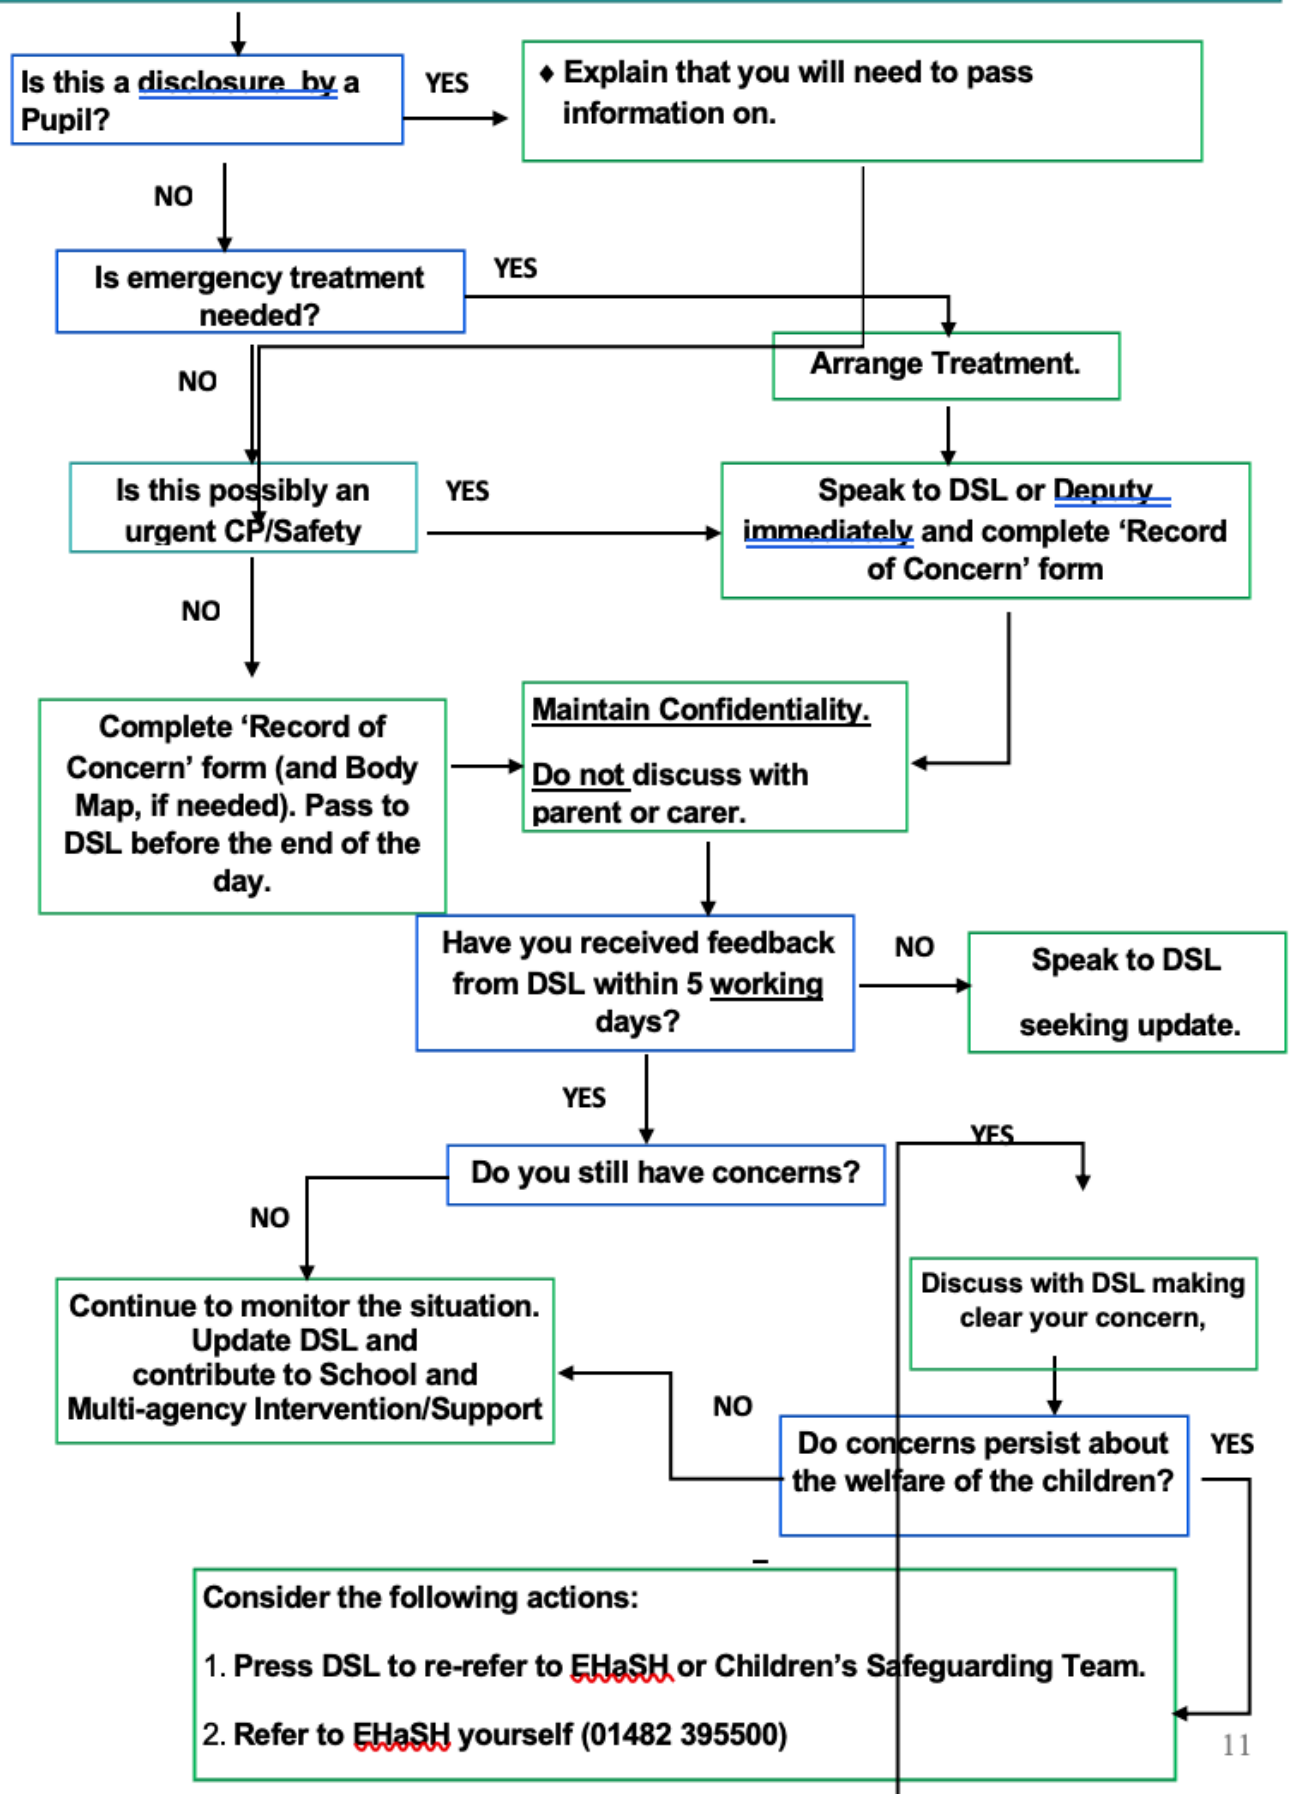 Is this a disclosure by a
Pupil?
YES
♦ Explain that you will need to pass
information on.
NO
Is emergency treatment
needed?
YES
Arrange Treatment.
NO
Is this possibly an
urgent CP/Safety
YES
Speak to DSL or Deputy
immediately and complete ‘Record
of Concern’ form
NO
Complete ‘Record of
Concern’ form (and Body
Map, if needed). Pass to
DSL before the end of the
day.
Maintain Confidentiality.
Do not discuss with
parent or carer.
Have you received feedback
from DSL within 5 working
days?
NO
Speak to DSL
seeking update.
YES
Do you still have concerns?
YES
NO
Continue to monitor the situation.
Update DSL and
contribute to School and
Multi-agency Intervention/Support
Discuss with DSL making
clear your concern,
NO
Do concerns persist about
the welfare of the children?
YES
Consider the following actions:
1. Press DSL to re-refer to EHaSH or Children’s Safeguarding Team.
2. Refer to EHaSH yourself (01482 395500)
11